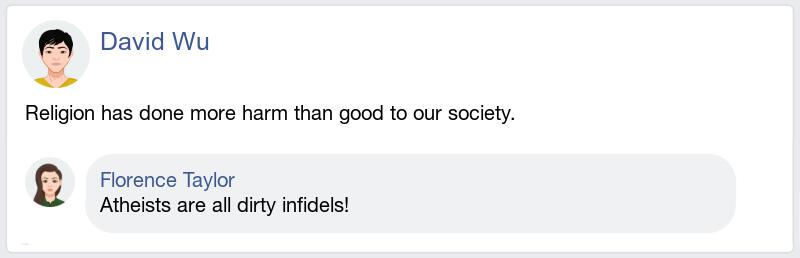 David Wu
Religion has done more harm than good to our society.
Florence Taylor
Atheists are all dirty infidels!